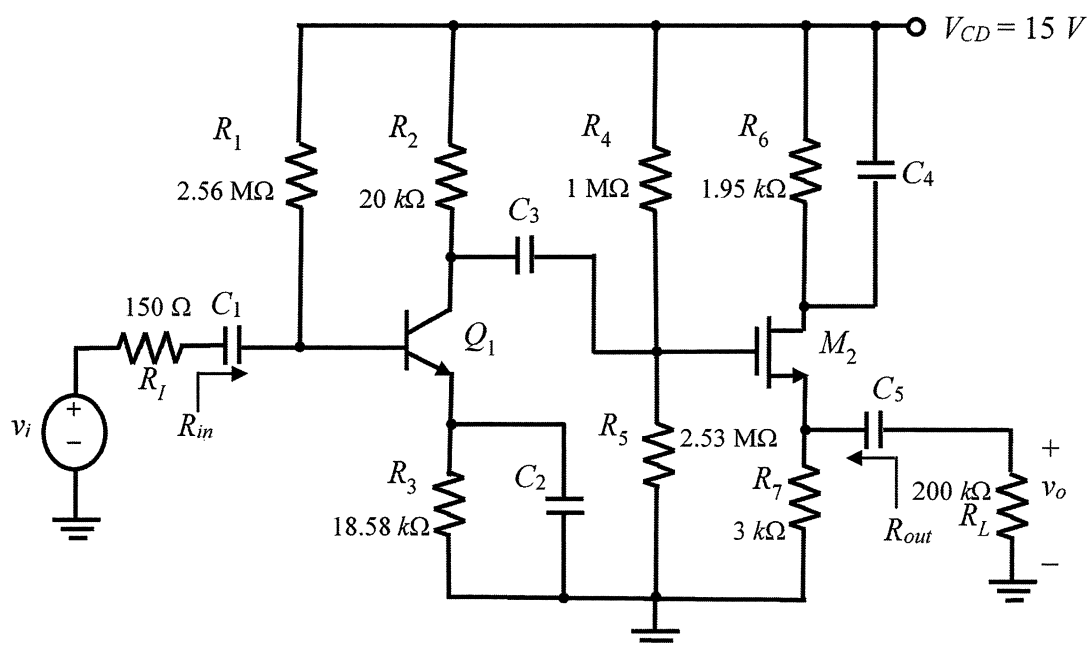 V_CD = 15 V
R_1
2.56 MΩ
R_2
20 kΩ
R_4
1 MΩ
R_6
1.95 kΩ
C_4
C_3
150 Ω
C_1
R_I
R_in
Q_1
M_2
v_i
+
−
R_3
18.58 kΩ
C_2
R_5
2.53 MΩ
R_7
3 kΩ
C_5
R_out
200 kΩ
R_L
+
v_o
−